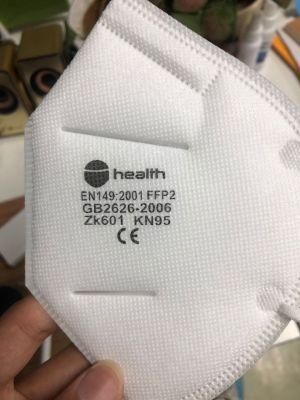 health
EN149:2001 FFP2
GB2626-2006
Zk601 KN95
CE